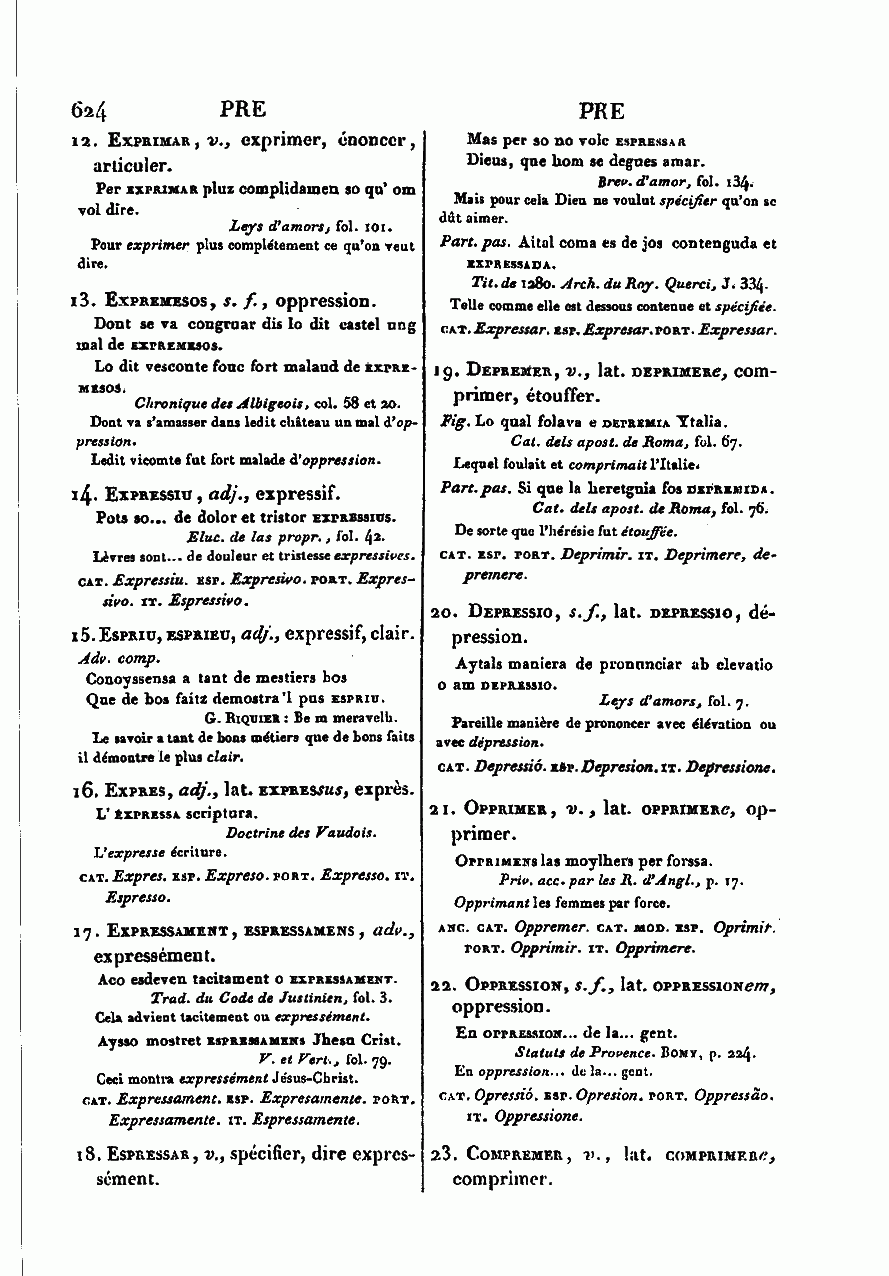 624 PRE PRE
12. EXPRIMAR, v., exprimer, énoncer,
articuler.
Per EXPRIMAR pluz complidamen so qu' om
vol dire.
Leys d'amors, fol. 101.
Pour exprimer plus complétement ce qu'on veut
dire.
13. EXPREMESOS, s. f., oppression.
Dont se va congruar dis lo dit castel ung
mal de EXPREMESOS.
Lo dit vesconte fouc fort malaud de EXPRE-
MESOS.
Chronique des Albigeois, col. 58 et 20.
Dont va s'amasser dans ledit château un mal d'op-
pression.
Ledit vicomte fut fort malade d'oppression.
14. EXPRESSIU, adj., expressif.
Pots so... de dolor et tristor EXPRESSIUS.
Eluc. de las propr., fol. 42.
Lèvres sont... de douleur et tristesse expressives.
CAT. Expressiu. ESP. Expresivo. PORT. Expres-
sivo. IT. Espressivo.
15. ESPRIU, ESPRIEU, adj., expressif, clair.
Adv. comp.
Conoyssensa a tant de mestiers bos
Que de bos faitz demostra'l pus ESPRIU.
G. RIQUIER : Be m meravelh.
Le savoir a tant de bons métiers que de bons faits
il démontre le plus clair.
16. EXPRES, adj., lat. EXPRESsus, exprès.
L' EXPRESSA scriptura.
Doctrine des Vaudois.
L'expresse écriture.
CAT. Expres. ESP. Expreso. PORT. Expresso. IT.
Espresso.
17. EXPRESSAMENT, ESPRESSAMENS, adv.,
expressément.
Aco esdeven tacitament o EXPRESSAMENT.
Trad. du Code de Justinien, fol. 3.
Cela advient tacitement ou expressément.
Aysso mostret ESPREMAMENS Jhesu Crist.
V. et Vert., fol. 79.
Ceci montra expressément Jésus-Christ.
CAT. Expressament. ESP. Expresamente. PORT.
Expressamente. IT. Espressamente.
18. ESPRESSAR, v., spécifier, dire expres-
sément.
Mas per so no volc ESPRESSAR
Dieus, que hom se degues amar.
Brev. d'amor, fol. 134.
Mais pour cela Dieu ne voulut spécifier qu'on se
dût aimer.
Part. pas. Aital coma es de jos contenguda et
EXPRESSADA.
Tit. de 1280. Arch. du Roy. Querci, J. 334.
Telle comme elle est dessous contenue et spécifiée.
CAT. Expressar. ESP. Expresar. PORT. Expressar.
19. DEPREMER, v., lat. DEPRIMERe, com-
primer, étouffer.
Fig. Lo qual folava e DEPREMIA Ytalia.
Cat. dels apost. de Roma, fol. 67.
Lequel foulait et comprimait l'Italie.
Part. pas. Si que la heretguia fos DEPREMIDA.
Cat. dels apost. de Roma, fol. 76.
De sorte que l'hérésie fut étouffée.
CAT. ESP. PORT. Deprimir. IT. Deprimere, de-
premere.
20. DEPRESSIO, s. f., lat. DEPRESSIO, dé-
pression.
Aytals maniera de pronunciar ab elevatio
o am DEPRESSIO.
Leys d'amors, fol. 7.
Pareille manière de prononcer avec élévation ou
avec dépression.
CAT. Depressió. ESP. Depresion. IT. Depressione.
21. OPPRIMER, v., lat. OPPRIMERe, op-
primer.
OPPRIMENS las moylhers per forssa.
Priv. acc. par les R. d'Angl., p. 17.
Opprimant les femmes par force.
ANC. CAT. Oppremer. CAT. MOD. ESP. Oprimir.
PORT. Opprimir. IT. Opprimere.
22. OPPRESSION, s. f., lat. OPPRESSIONem,
oppression.
En OPPRESSION... de la... gent.
Statuts de Provence. BOMY, p. 224.
En oppression... de la... gent.
CAT. Opressió. ESP. Opresion. PORT. Oppressão.
IT. Oppressione.
23. COMPREMER, v., lat. COMPRIMERe,
comprimer.